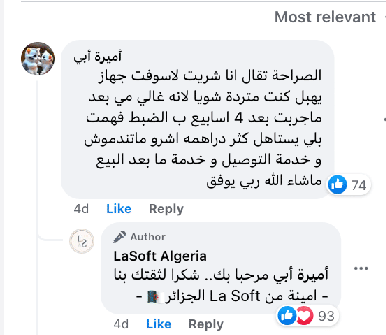 Most relevant
أميرة أبي
الصراحة تقال انا شريت لاسوفت جهاز
يهبل كنت متردة شويا لانه غالي مي بعد
ماجربت بعد 4 اسابيع ب الضبط فهمت
بلي يستاهل كثر دراهمه اشرو ماتندموش
و خدمة التوصيل و خدمة ما بعد البيع
ماشاء الله ربي يوفق
74
4d Like Reply
Author
LaSoft Algeria
أميرة أبي مرحبا بك.. شكرا لثقتك بنا
- امينة من La Soft الجزائر -
93
4d Like Reply